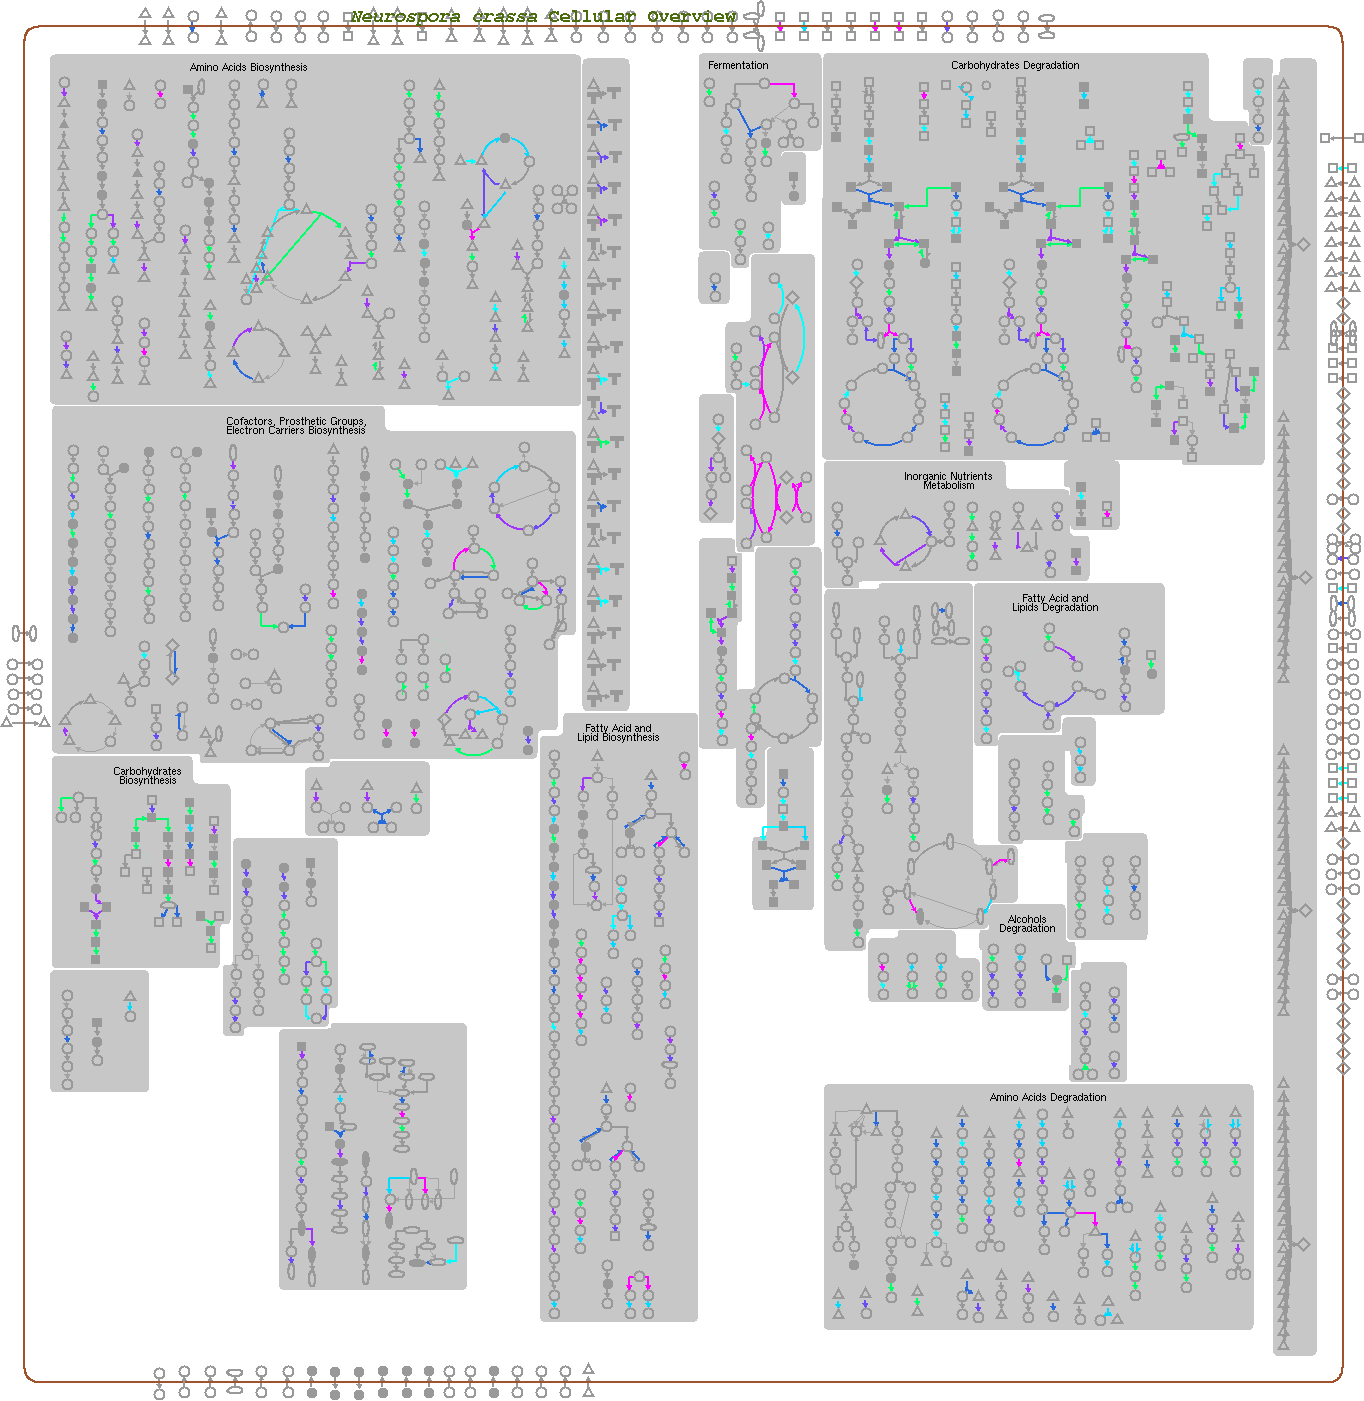 Neurospora crassa Cellular Overview
Amino Acids Biosynthesis
Fermentation
Carbohydrates Degradation
Cofactors, Prosthetic Groups,
Electron Carriers Biosynthesis
Inorganic Nutrients
Metabolism
Fatty Acid and
Lipids Degradation
Fatty Acid and
Lipid Biosynthesis
Carbohydrates
Biosynthesis
Alcohols
Degradation
Amino Acids Degradation